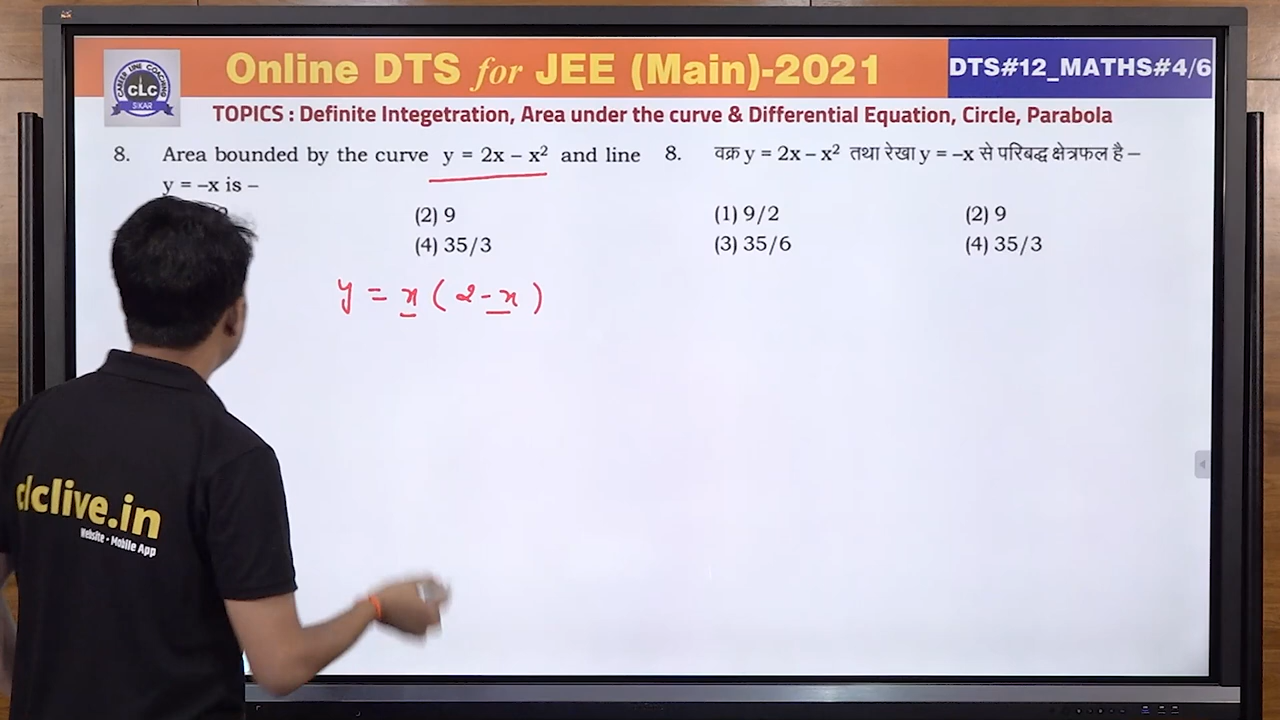 Online DTS for JEE (Main)-2021
DTS#12_MATHS#4/6
CAREER LINE COACHING
CLC
SIKAR
TOPICS : Definite Integetration, Area under the curve & Differential Equation, Circle, Parabola
8. Area bounded by the curve y = 2x – x² and line
y = –x is –
(2) 9
(4) 35/3
8. वक्र y = 2x – x² तथा रेखा y = –x से परिबद्ध क्षेत्रफल है –
(1) 9/2
(2) 9
(3) 35/6
(4) 35/3
y = x ( 2 - x )
clclive.in
Website - Mobile App